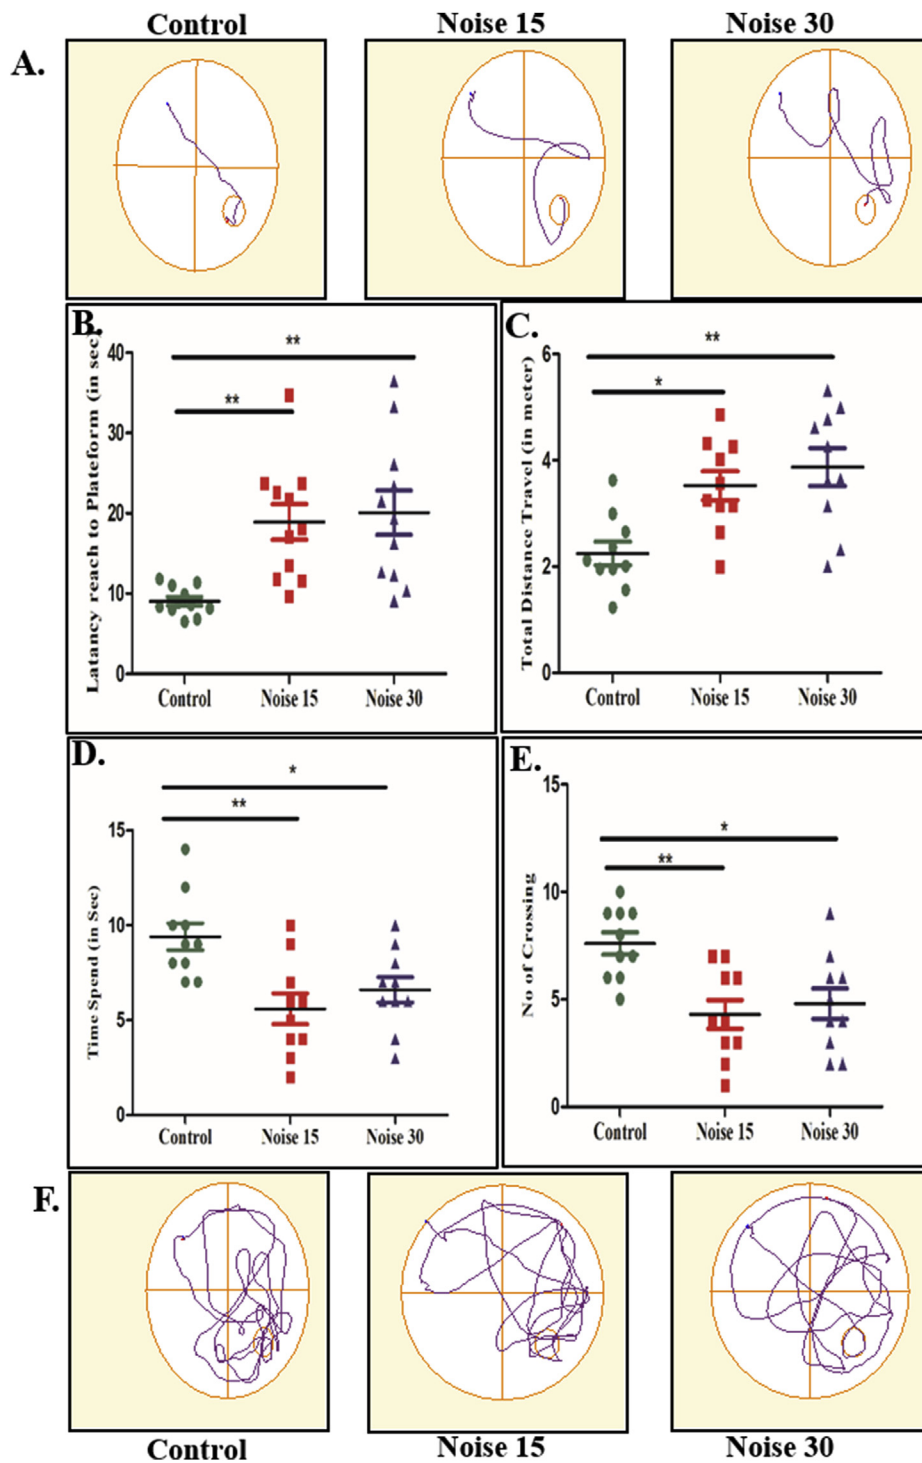 Control Noise 15 Noise 30
A.
B.
Latancy reach to Plateform (in sec)
40
30
20
10
0
**
**
Control Noise 15 Noise 30
C.
Total Distance Travel (in meter)
6
4
2
0
**
*
Control Noise 15 Noise 30
D.
Time Spend (in Sec)
15
10
5
0
*
**
Control Noise 15 Noise 30
E.
No of Crossing
15
10
5
0
*
**
Control Noise 15 Noise 30
F.
Control Noise 15 Noise 30